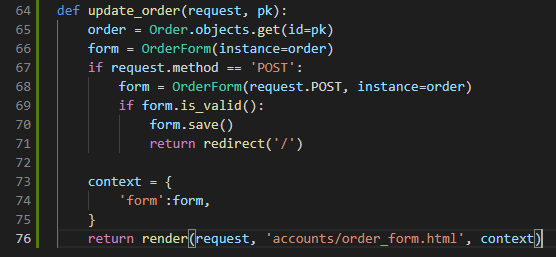 64 def update_order(request, pk):
65     order = Order.objects.get(id=pk)
66     form = OrderForm(instance=order)
67     if request.method == 'POST':
68         form = OrderForm(request.POST, instance=order)
69         if form.is_valid():
70             form.save()
71             return redirect('/')
72
73     context = {
74         'form':form,
75     }
76     return render(request, 'accounts/order_form.html', context)